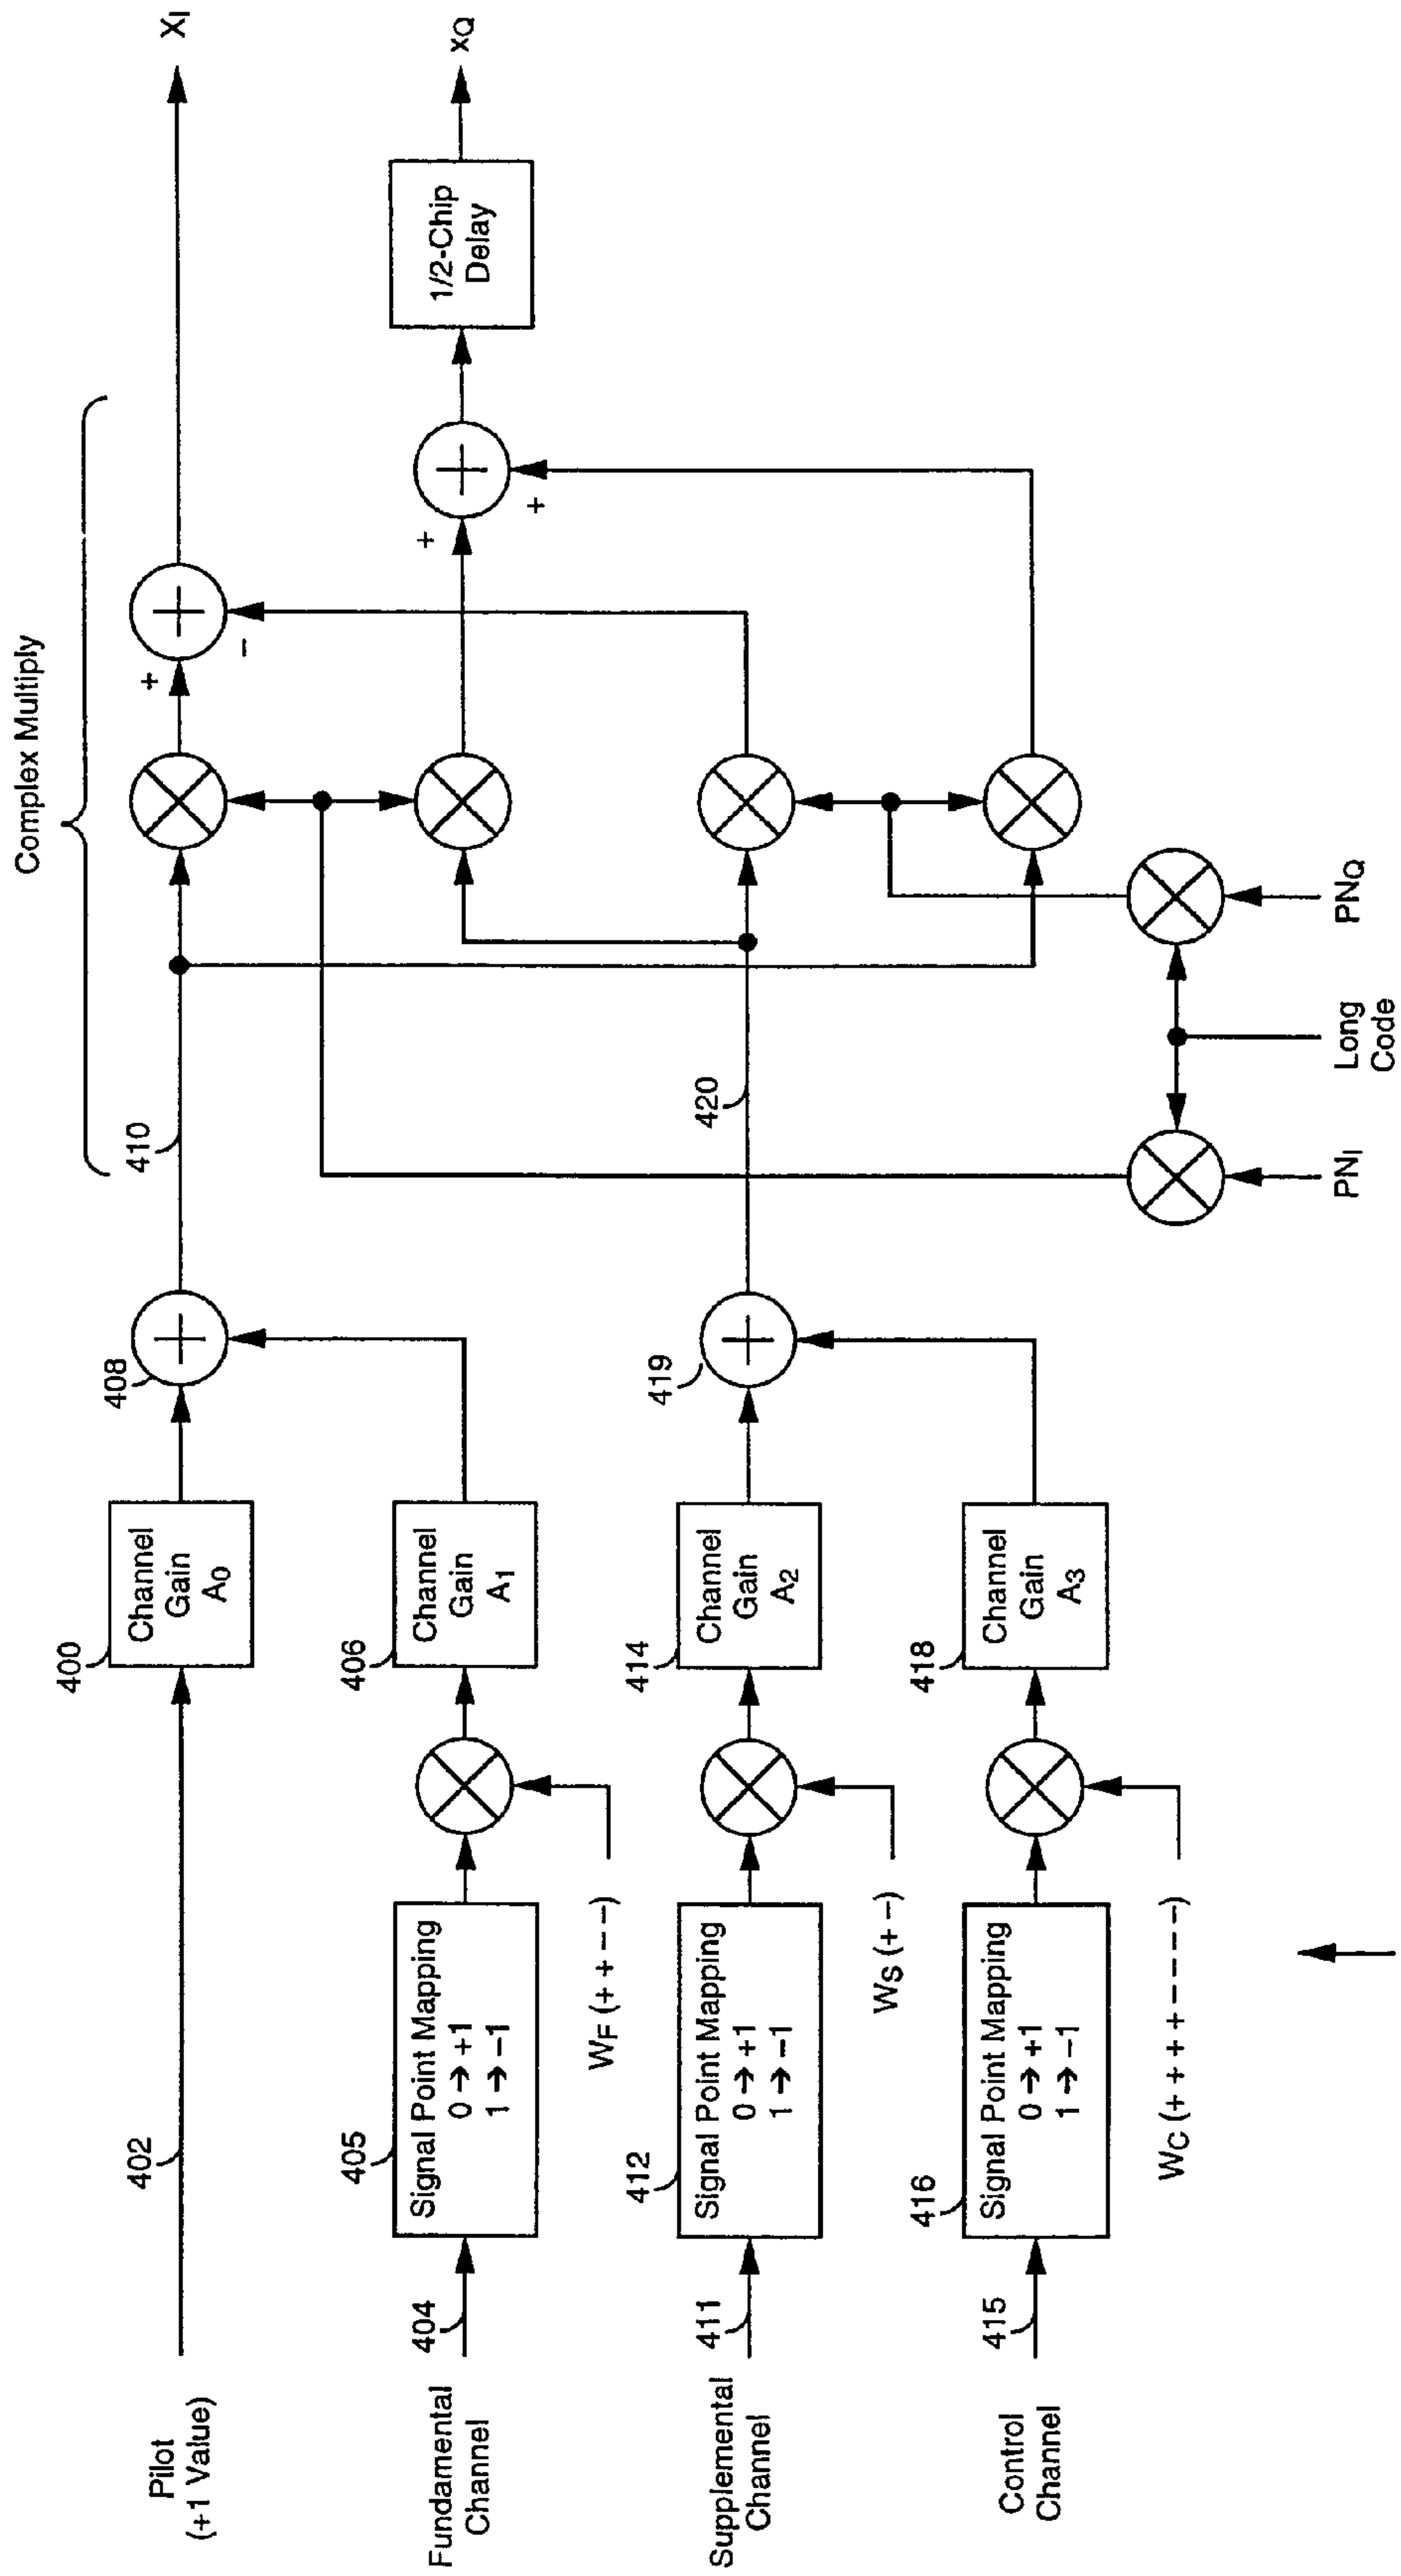 Complex Multiply
Pilot
(+1 Value)
402
400
Channel
Gain
A0
408
410
+
−
XI
Fundamental
Channel
404
405
Signal Point Mapping
0 → +1
1 → −1
WF (+ + − −)
406
Channel
Gain
A1
+
+
1/2-Chip
Delay
XQ
Supplemental
Channel
411
412
Signal Point Mapping
0 → +1
1 → −1
WS (+ −)
414
Channel
Gain
A2
419
420
Control
Channel
415
416
Signal Point Mapping
0 → +1
1 → −1
WC (+ + + + − − − −)
418
Channel
Gain
A3
PNI
Long
Code
PNQ